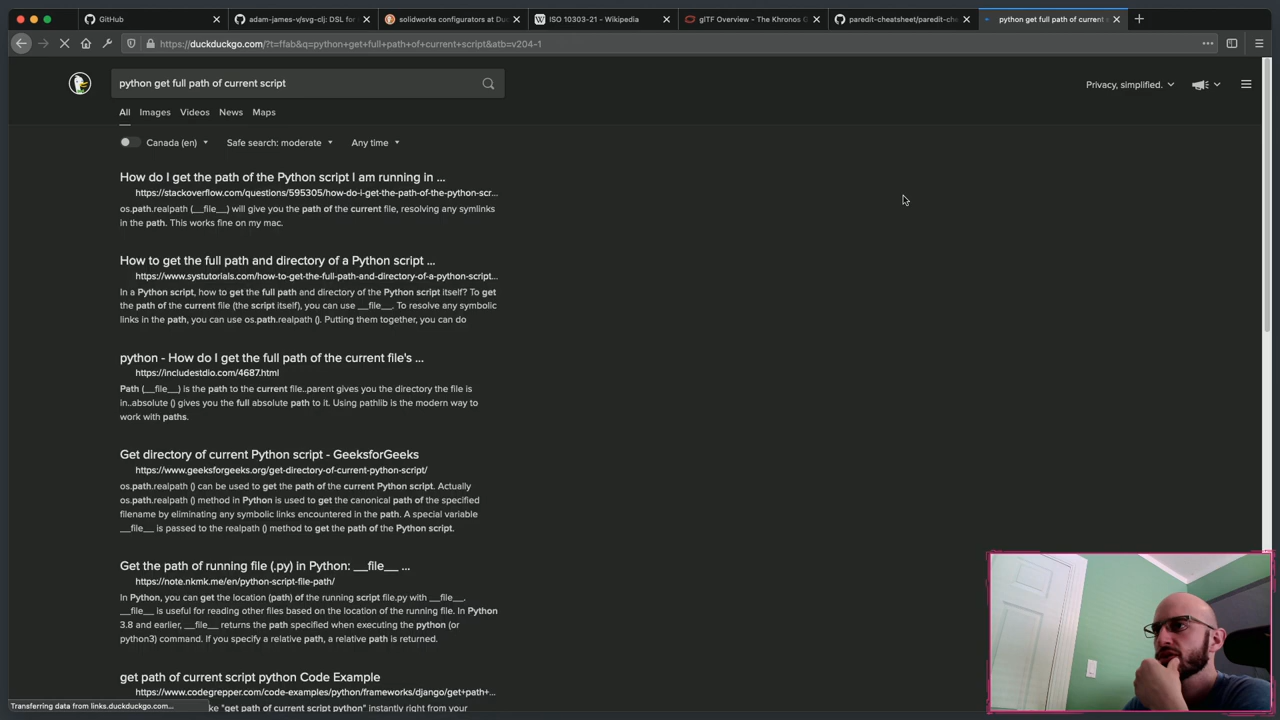 GitHub
adam-james-v/svg-clj: DSL for
solidworks configurators at Du
ISO 10303-21 - Wikipedia
glTF Overview - The Khronos G
paredit-cheatsheet/paredit-che
python get full path of current s
https://duckduckgo.com/?t=ffab&q=python+get+full+path+of+current+script&atb=v204-1
python get full path of current script
Privacy, simplified.
All Images Videos News Maps
Canada (en) Safe search: moderate Any time
How do I get the path of the Python script I am running in ...
https://stackoverflow.com/questions/595305/how-do-i-get-the-path-of-the-python-scr...
os.path.realpath (__file__) will give you the path of the current file, resolving any symlinks
in the path. This works fine on my mac.
How to get the full path and directory of a Python script ...
https://www.systutorials.com/how-to-get-the-full-path-and-directory-of-a-python-script...
In a Python script, how to get the full path and directory of the Python script itself? To get
the path of the current file (the script itself), you can use __file__. To resolve any symbolic
links in the path, you can use os.path.realpath (). Putting them together, you can do
python - How do I get the full path of the current file's ...
https://includestdio.com/4687.html
Path (__file__) is the path to the current file..parent gives you the directory the file is
in..absolute () gives you the full absolute path to it. Using pathlib is the modern way to
work with paths.
Get directory of current Python script - GeeksforGeeks
https://www.geeksforgeeks.org/get-directory-of-current-python-script/
os.path.realpath () can be used to get the path of the current Python script. Actually
os.path.realpath () method in Python is used to get the canonical path of the specified
filename by eliminating any symbolic links encountered in the path. A special variable
__file__ is passed to the realpath () method to get the path of the Python script.
Get the path of running file (.py) in Python: __file__ ...
https://note.nkmk.me/en/python-script-file-path/
In Python, you can get the location (path) of the running script file.py with __file__.
__file__ is useful for reading other files based on the location of the running file. In Python
3.8 and earlier, __file__ returns the path specified when executing the python (or
python3) command. If you specify a relative path, a relative path is returned.
get path of current script python Code Example
https://www.codegrepper.com/code-examples/python/frameworks/django/get+path+...
Transferring data from links.duckduckgo.com...
ke "get path of current script python" instantly right from your